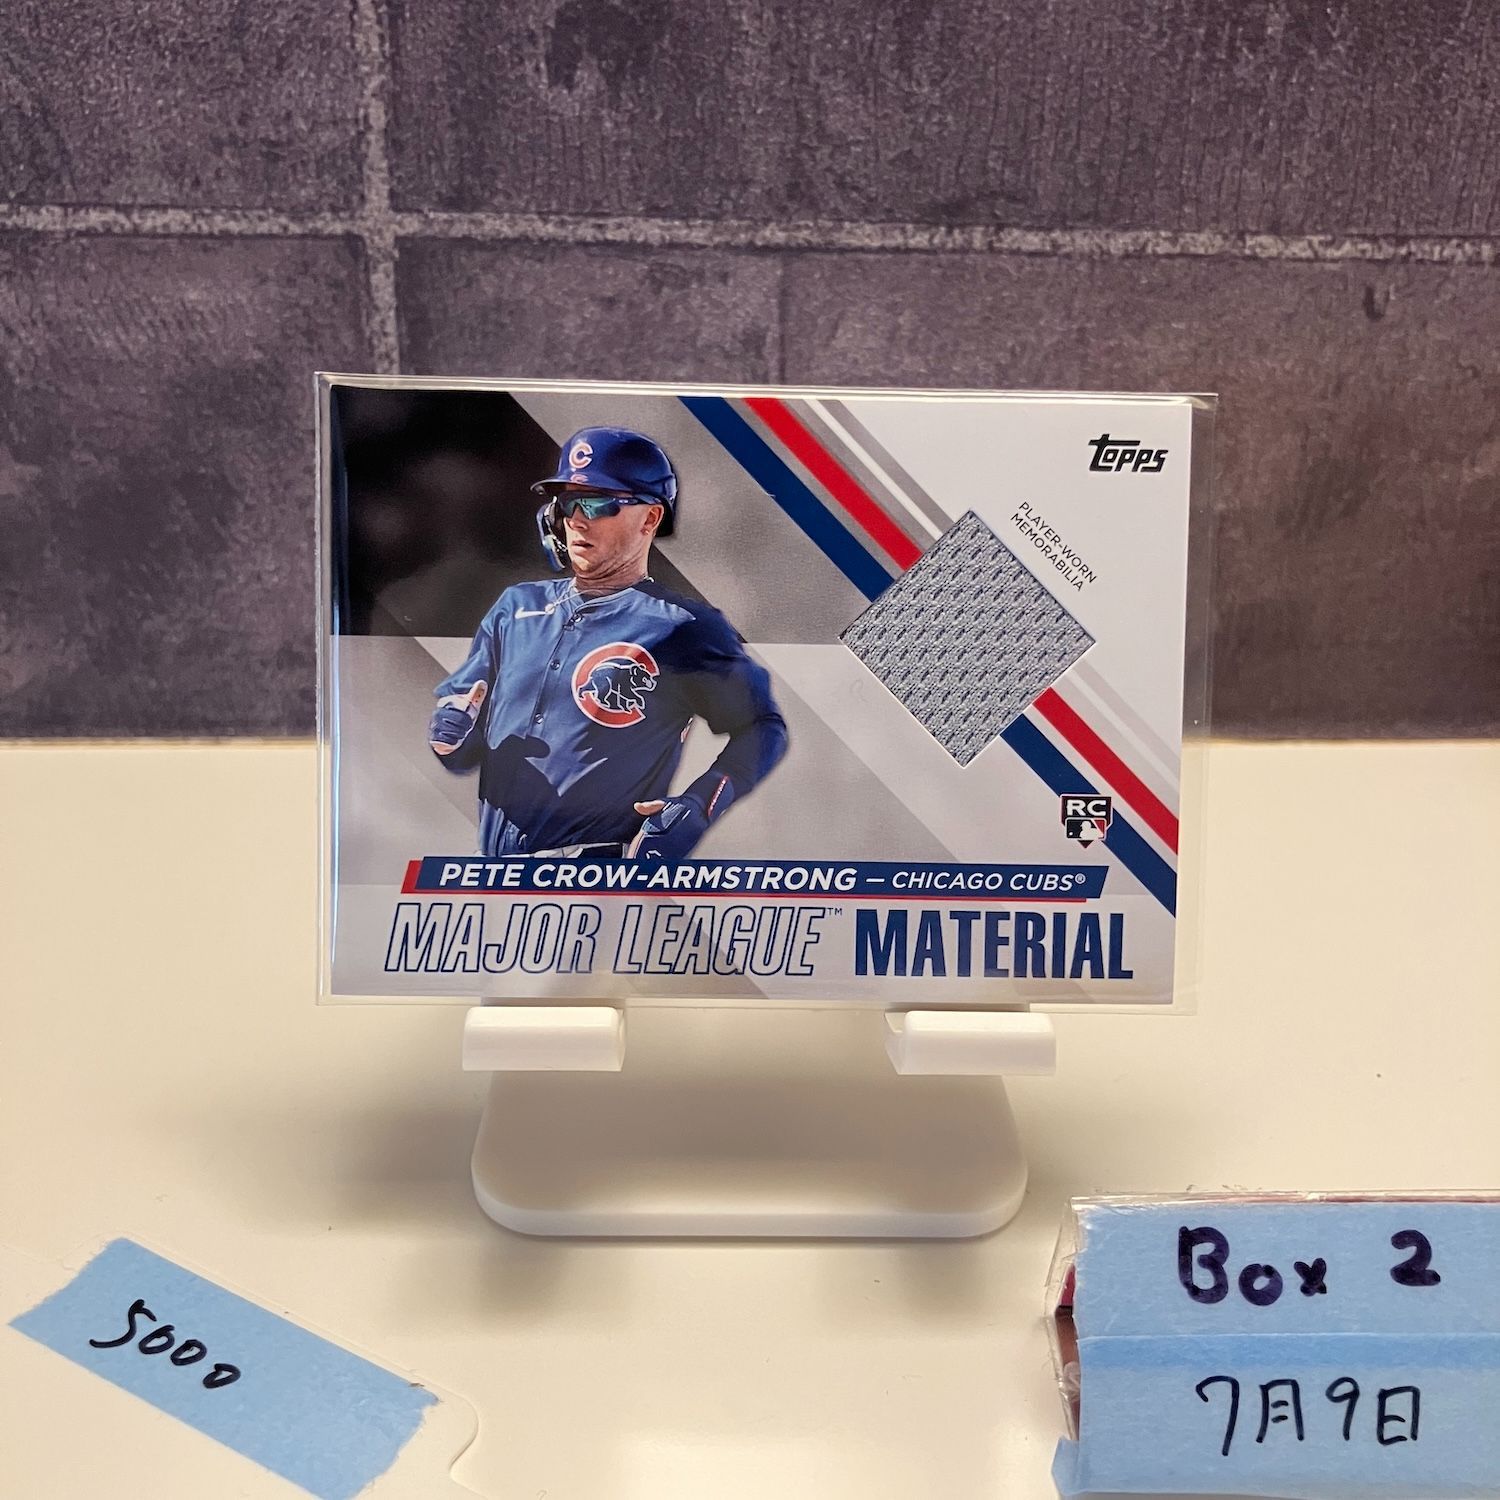 Topps
PLAYER-WORN
MEMORABILIA
C
RC
PETE CROW-ARMSTRONG — CHICAGO CUBS®
MAJOR LEAGUE™ MATERIAL
5000
Box 2
7月9日